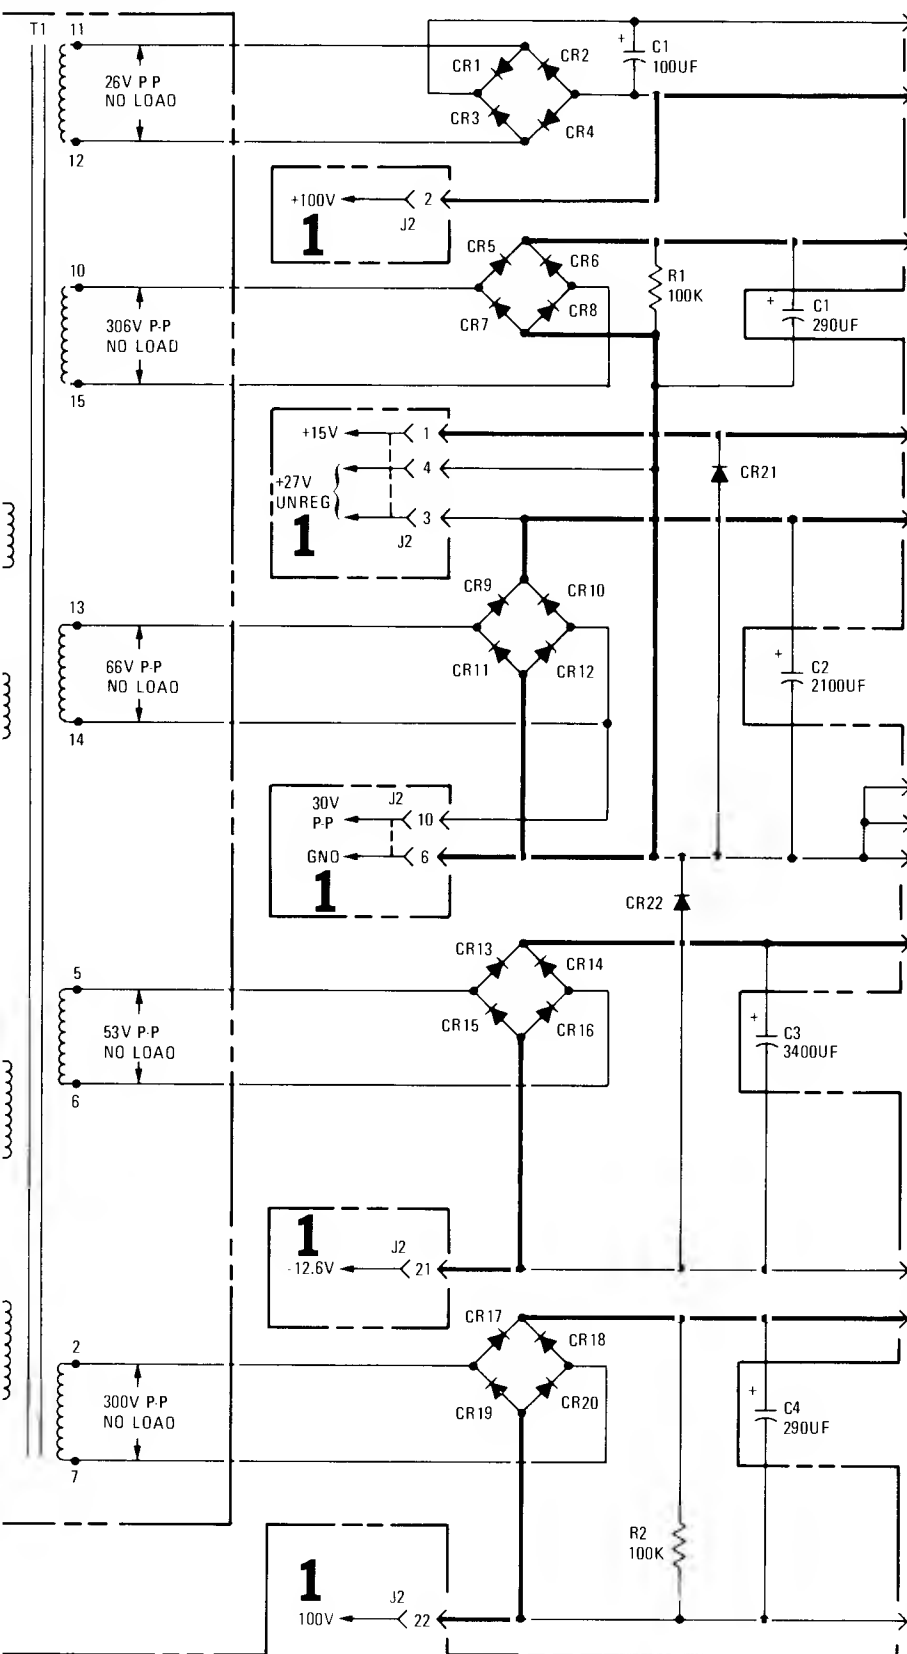 T1
11
26V P-P
NO LOAD
12
CR1
CR2
CR3
CR4
+
C1
100UF
+100V
2
J2
1
10
306V P-P
NO LOAD
15
CR5
CR6
CR7
CR8
R1
100K
+
C1
290UF
+15V
1
4
+27V
UNREG
3
J2
1
CR21
13
66V P-P
NO LOAD
14
CR9
CR10
CR11
CR12
+
C2
2100UF
30V
P-P
J2
10
GND
6
1
CR22
5
53V P-P
NO LOAD
6
CR13
CR14
CR15
CR16
+
C3
3400UF
1
J2
-12.6V
21
2
300V P-P
NO LOAD
7
CR17
CR18
CR19
CR20
+
C4
290UF
R2
100K
1
J2
100V
22